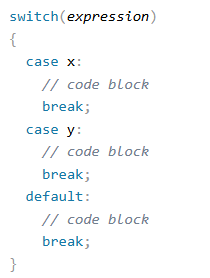 switch(expression)
{
  case x:
    // code block
    break;
  case y:
    // code block
    break;
  default:
    // code block
    break;
}